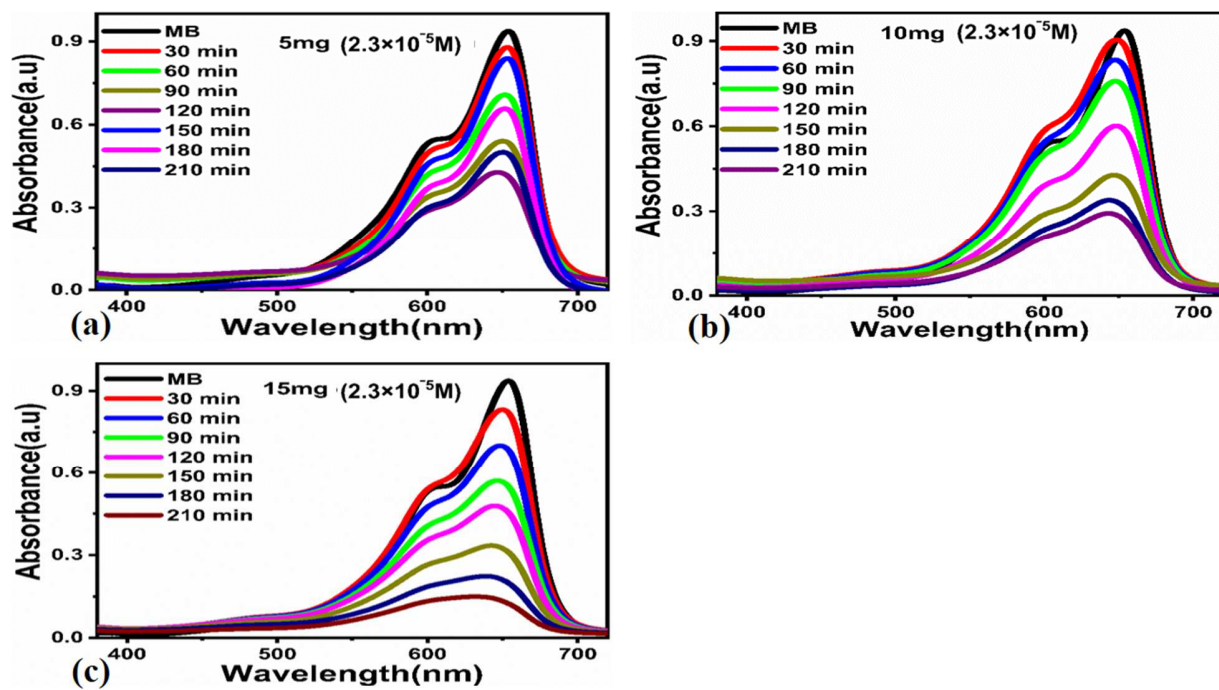 MB
30 min
60 min
90 min
120 min
150 min
180 min
210 min
5mg (2.3×10⁻⁵M)
Absorbance(a.u)
0.9
0.6
0.3
0.0
400 500 600 700
Wavelength(nm)
(a)
MB
30 min
60 min
90 min
120 min
150 min
180 min
210 min
10mg (2.3×10⁻⁵M)
Absorbance(a.u)
0.9
0.6
0.3
0.0
400 500 600 700
Wavelength(nm)
(b)
MB
30 min
60 min
90 min
120 min
150 min
180 min
210 min
15mg (2.3×10⁻⁵M)
Absorbance(a.u)
0.9
0.6
0.3
0.0
400 500 600 700
Wavelength(nm)
(c)